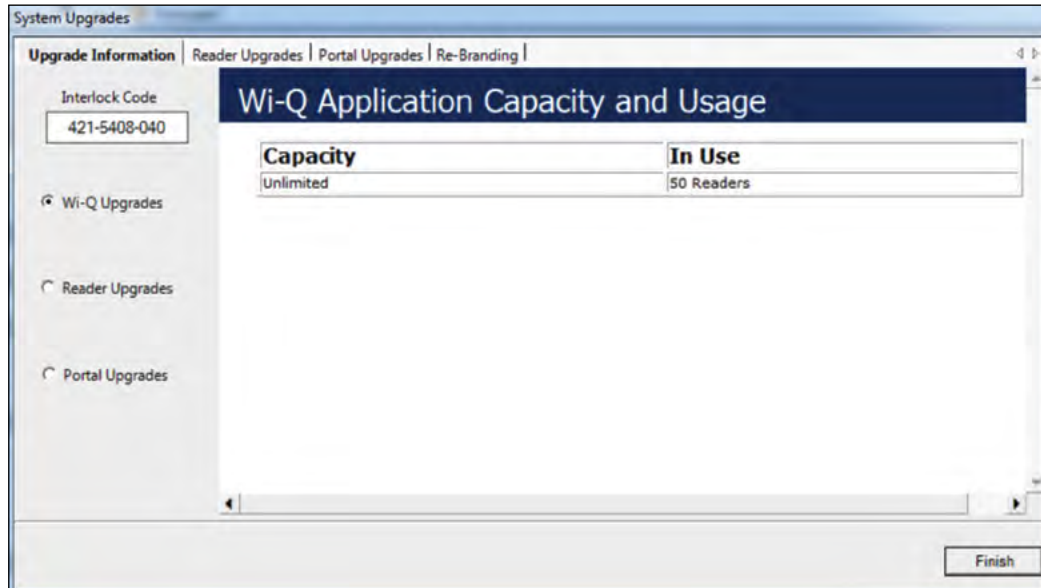 System Upgrades
Upgrade Information Reader Upgrades Portal Upgrades Re-Branding
Interlock Code
421-5408-040
Wi-Q Upgrades
Reader Upgrades
Portal Upgrades
Wi-Q Application Capacity and Usage
Capacity In Use
Unlimited 50 Readers
Finish